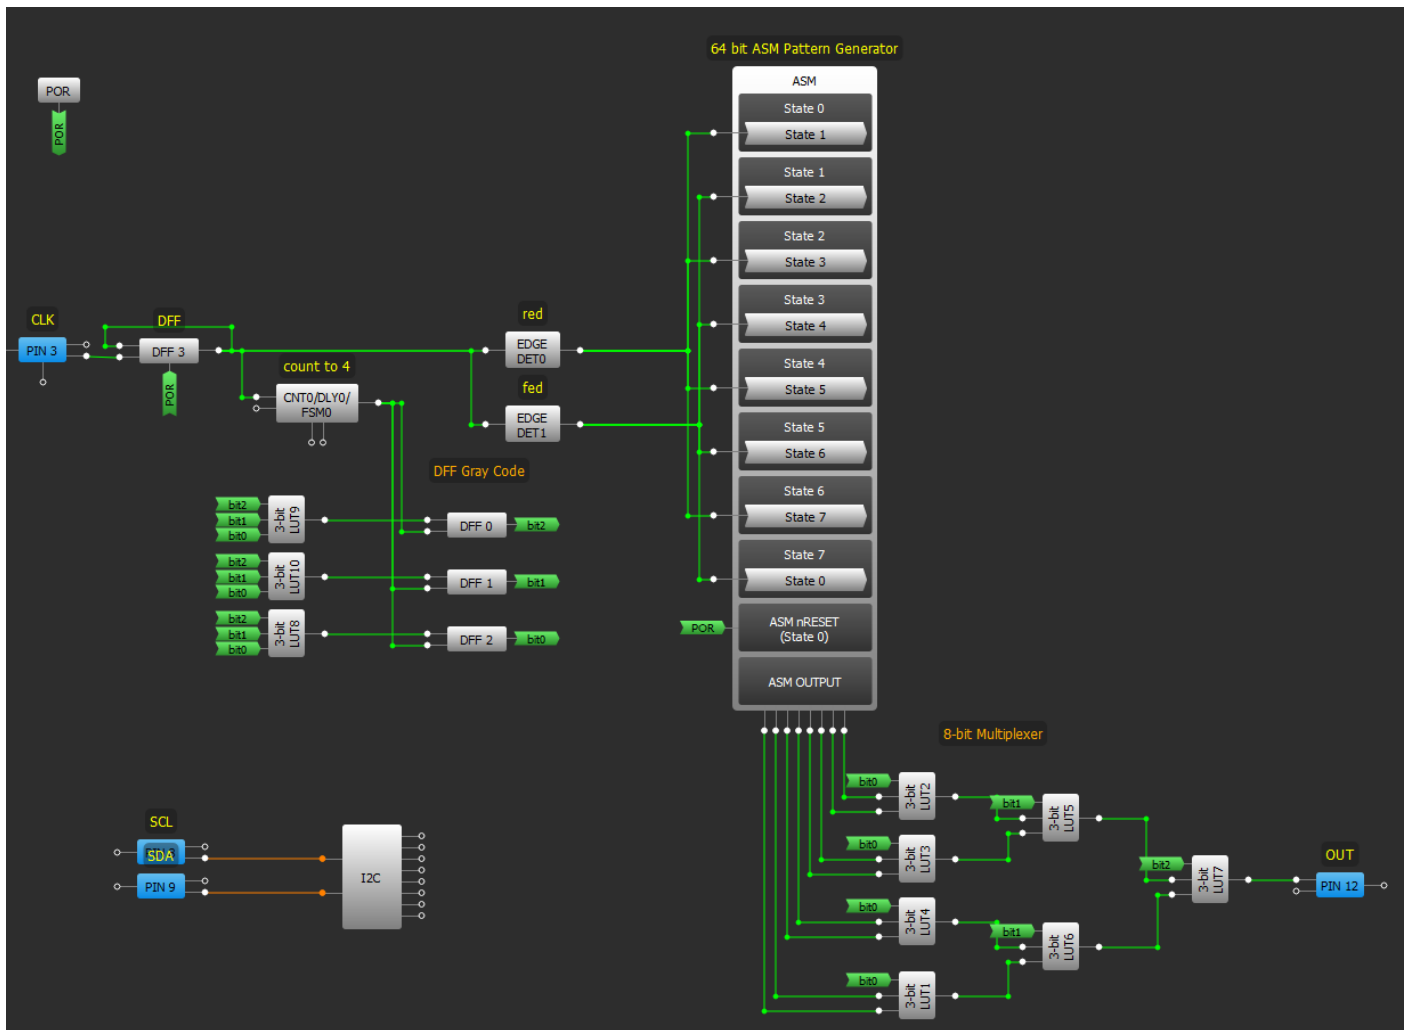 64 bit ASM Pattern Generator
ASM
POR
POR
State 0
State 1
State 1
State 2
State 2
State 3
State 3
State 4
State 4
State 5
State 5
State 6
State 6
State 7
State 7
State 0
POR
ASM nRESET
(State 0)
ASM OUTPUT
CLK
PIN 3
DFF
DFF 3
POR
count to 4
CNT0/DLY0/
FSM0
red
EDGE
DET0
fed
EDGE
DET1
DFF Gray Code
bit2
bit1
bit0
3-bit
LUT9
DFF 0
bit2
bit2
bit1
bit0
3-bit
LUT10
DFF 1
bit1
bit2
bit1
bit0
3-bit
LUT8
DFF 2
bit0
8-bit Multiplexer
bit0
3-bit
LUT2
bit1
3-bit
LUT5
bit0
3-bit
LUT3
bit2
3-bit
LUT7
OUT
PIN 12
bit0
3-bit
LUT4
bit1
3-bit
LUT6
bit0
3-bit
LUT1
SCL
SDA
PIN 9
I2C